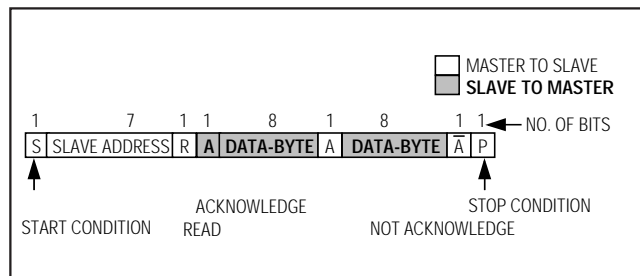 MASTER TO SLAVE
SLAVE TO MASTER
1 7 1 1 8 1 8 1 1 NO. OF BITS
S SLAVE ADDRESS R A DATA-BYTE A DATA-BYTE A̅ P
ACKNOWLEDGE STOP CONDITION
START CONDITION READ NOT ACKNOWLEDGE